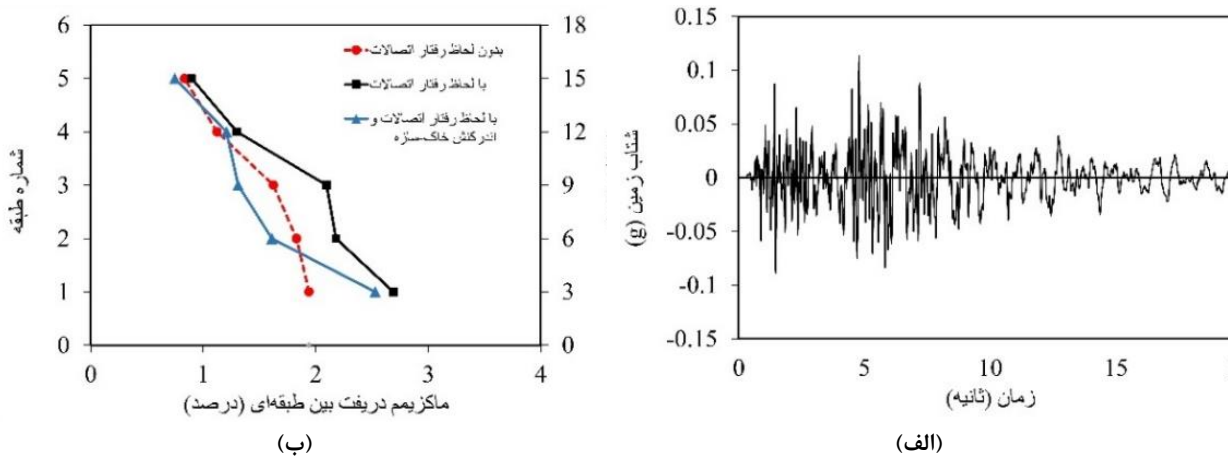 0.15
0.1
0.05
0
-0.05
-0.1
-0.15
شتاب زمین (g)
0 5 10 15
زمان (ثانیه)
(الف)
6
5
4
3
2
1
0
شماره طبقه
بدون لحاظ رفتار اتصالات
با لحاظ رفتار اتصالات
با لحاظ رفتار اتصالات و
اندرکنش خاک-سازه
18
15
12
9
6
3
0
0 1 2 3 4
ماکزیمم دریفت بین طبقه‌ای (درصد)
(ب)